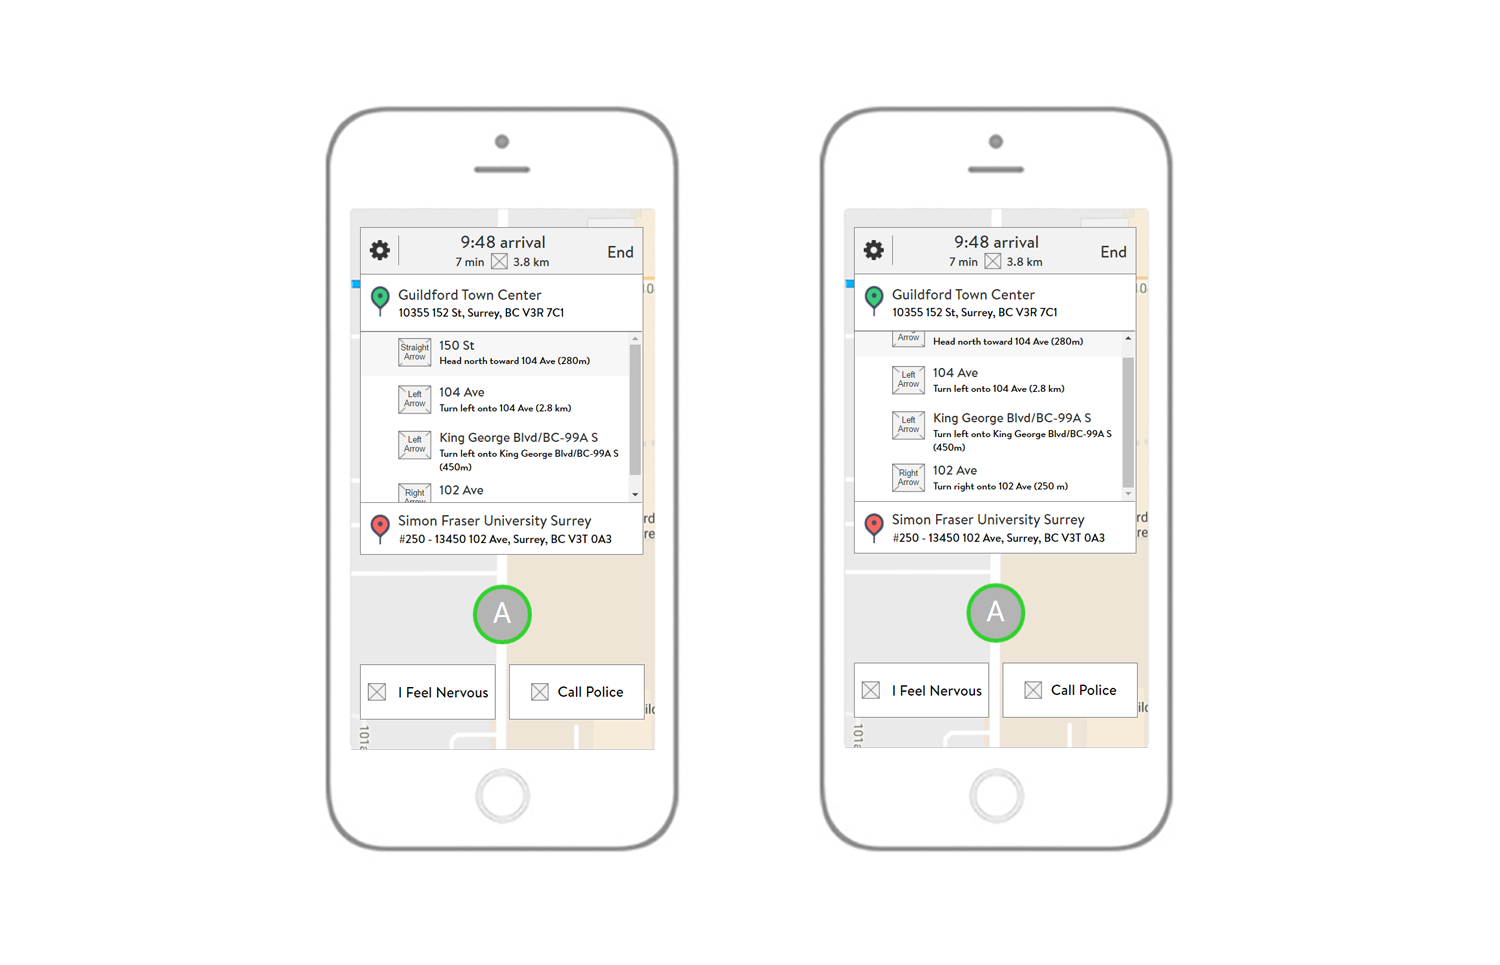 9:48 arrival
7 min 3.8 km
End
Guildford Town Center
10355 152 St, Surrey, BC V3R 7C1
Straight
Arrow
150 St
Head north toward 104 Ave (280m)
Left
Arrow
104 Ave
Turn left onto 104 Ave (2.8 km)
Left
Arrow
King George Blvd/BC-99A S
Turn left onto King George Blvd/BC-99A S
(450m)
Right
Arrow
102 Ave
Simon Fraser University Surrey
#250 - 13450 102 Ave, Surrey, BC V3T 0A3
A
I Feel Nervous
Call Police
101a
9:48 arrival
7 min 3.8 km
End
Guildford Town Center
10355 152 St, Surrey, BC V3R 7C1
Arrow
Head north toward 104 Ave (280m)
Left
Arrow
104 Ave
Turn left onto 104 Ave (2.8 km)
Left
Arrow
King George Blvd/BC-99A S
Turn left onto King George Blvd/BC-99A S
(450m)
Right
Arrow
102 Ave
Turn right onto 102 Ave (250 m)
Simon Fraser University Surrey
#250 - 13450 102 Ave, Surrey, BC V3T 0A3
A
I Feel Nervous
Call Police
101a